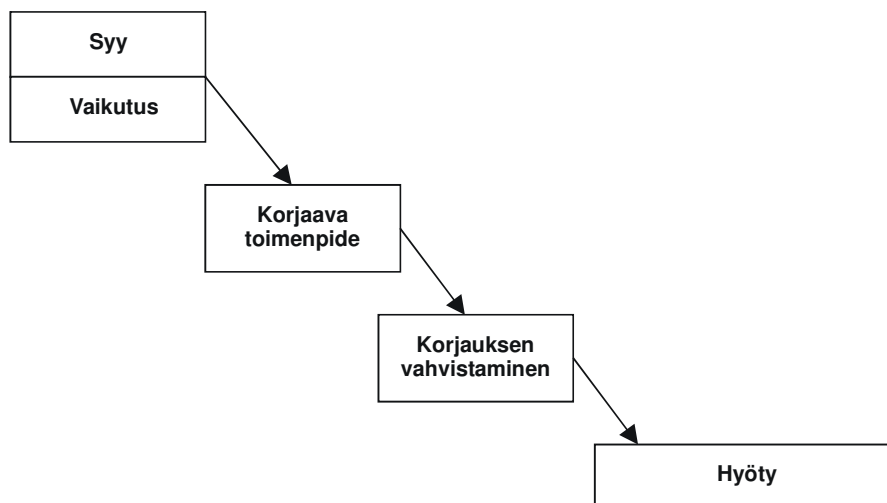 Syy
Vaikutus
Korjaava
toimenpide
Korjauksen
vahvistaminen
Hyöty